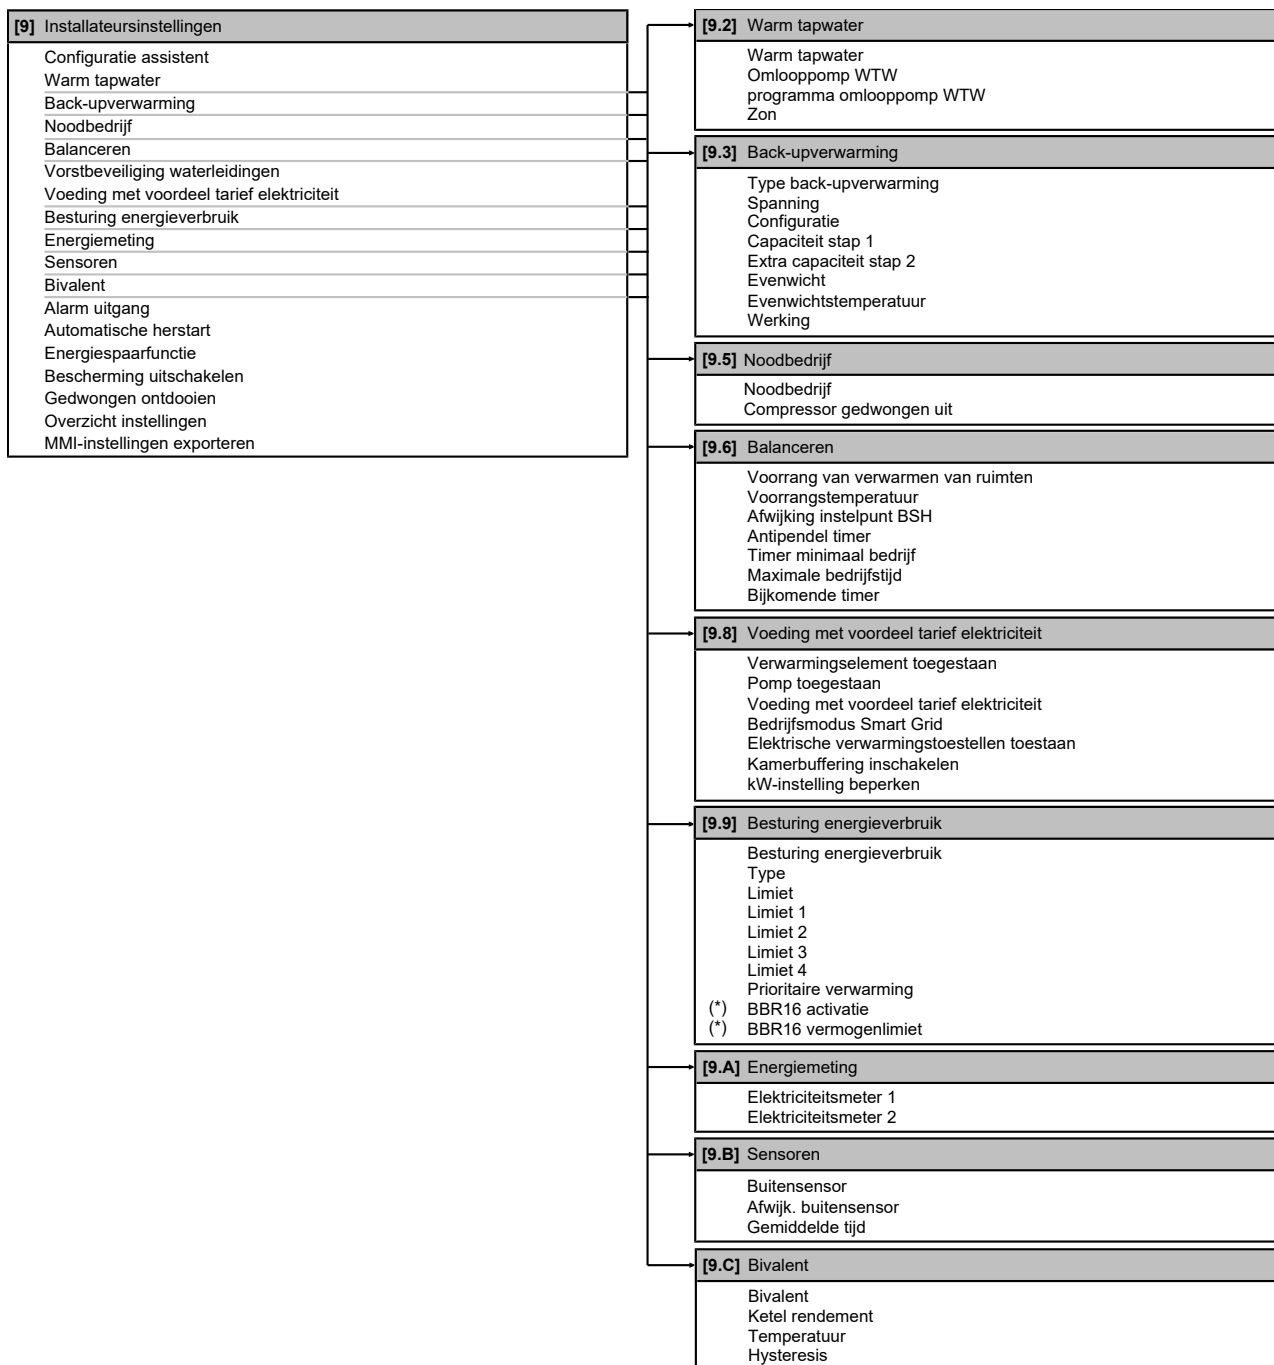 [9] Installateursinstellingen
Configuratie assistent
Warm tapwater
Back-upverwarming
Noodbedrijf
Balanceren
Vorstbeveiliging waterleidingen
Voeding met voordeel tarief elektriciteit
Besturing energieverbruik
Energiemeting
Sensoren
Bivalent
Alarm uitgang
Automatische herstart
Energiespaarfunctie
Bescherming uitschakelen
Gedwongen ontdooien
Overzicht instellingen
MMI-instellingen exporteren
[9.2] Warm tapwater
Warm tapwater
Omlooppomp WTW
programma omlooppomp WTW
Zon
[9.3] Back-upverwarming
Type back-upverwarming
Spanning
Configuratie
Capaciteit stap 1
Extra capaciteit stap 2
Evenwicht
Evenwichtstemperatuur
Werking
[9.5] Noodbedrijf
Noodbedrijf
Compressor gedwongen uit
[9.6] Balanceren
Voorrang van verwarmen van ruimten
Voorrangstemperatuur
Afwijking instelpunt BSH
Antipendel timer
Timer minimaal bedrijf
Maximale bedrijfstijd
Bijkomende timer
[9.8] Voeding met voordeel tarief elektriciteit
Verwarmingselement toegestaan
Pomp toegestaan
Voeding met voordeel tarief elektriciteit
Bedrijfsmodus Smart Grid
Elektrische verwarmingstoestellen toestaan
Kamerbuffering inschakelen
kW-instelling beperken
[9.9] Besturing energieverbruik
Besturing energieverbruik
Type
Limiet
Limiet 1
Limiet 2
Limiet 3
Limiet 4
Prioritaire verwarming
(*) BBR16 activatie
(*) BBR16 vermogenlimiet
[9.A] Energiemeting
Elektriciteitsmeter 1
Elektriciteitsmeter 2
[9.B] Sensoren
Buitensensor
Afwijk. buitensensor
Gemiddelde tijd
[9.C] Bivalent
Bivalent
Ketel rendement
Temperatuur
Hysteresis